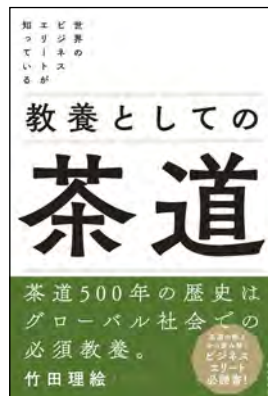 世界の
ビジネス
エリートが
知っている
教養としての
茶道
茶道500年の歴史は
グローバル社会での
必須教養。
竹田理絵
ビジネス
エリート
必読書！